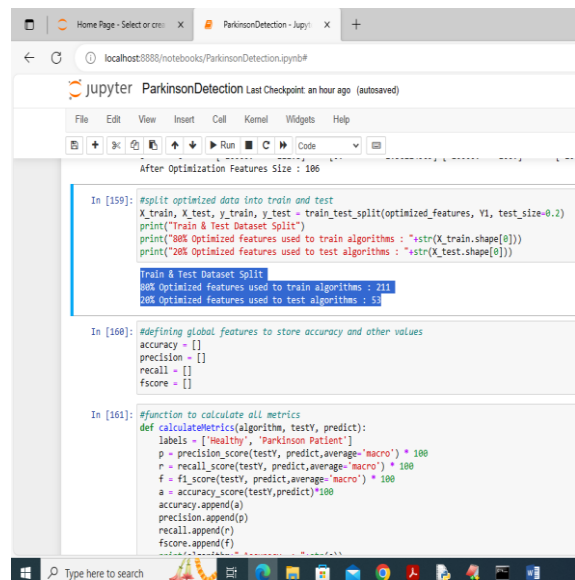 Home Page - Select or crea X
ParkinsonDetection - Jupyt X +
localhost:8888/notebooks/ParkinsonDetection.ipynb#
jupyter ParkinsonDetection Last Checkpoint: an hour ago (autosaved)
File Edit View Insert Cell Kernel Widgets Help
Run Code
After Optimization Features Size : 106
In [159]: #split optimized data into train and test
X_train, X_test, y_train, y_test = train_test_split(optimized_features, Y1, test_size=0.2)
print("Train & Test Dataset Split")
print("80% Optimized features used to train algorithms : "+str(X_train.shape[0]))
print("20% Optimized features used to test algorithms : "+str(X_test.shape[0]))
Train & Test Dataset Split
80% Optimized features used to train algorithms : 211
20% Optimized features used to test algorithms : 53
In [160]: #defining global features to store accuracy and other values
accuracy = []
precision = []
recall = []
fscore = []
In [161]: #function to calculate all metrics
def calculateMetrics(algorithm, testY, predict):
labels = ['Healthy', 'Parkinson Patient']
p = precision_score(testY, predict,average='macro') * 100
r = recall_score(testY, predict,average='macro') * 100
f = f1_score(testY, predict,average='macro') * 100
a = accuracy_score(testY,predict)*100
accuracy.append(a)
precision.append(p)
recall.append(r)
fscore.append(f)
Type here to search